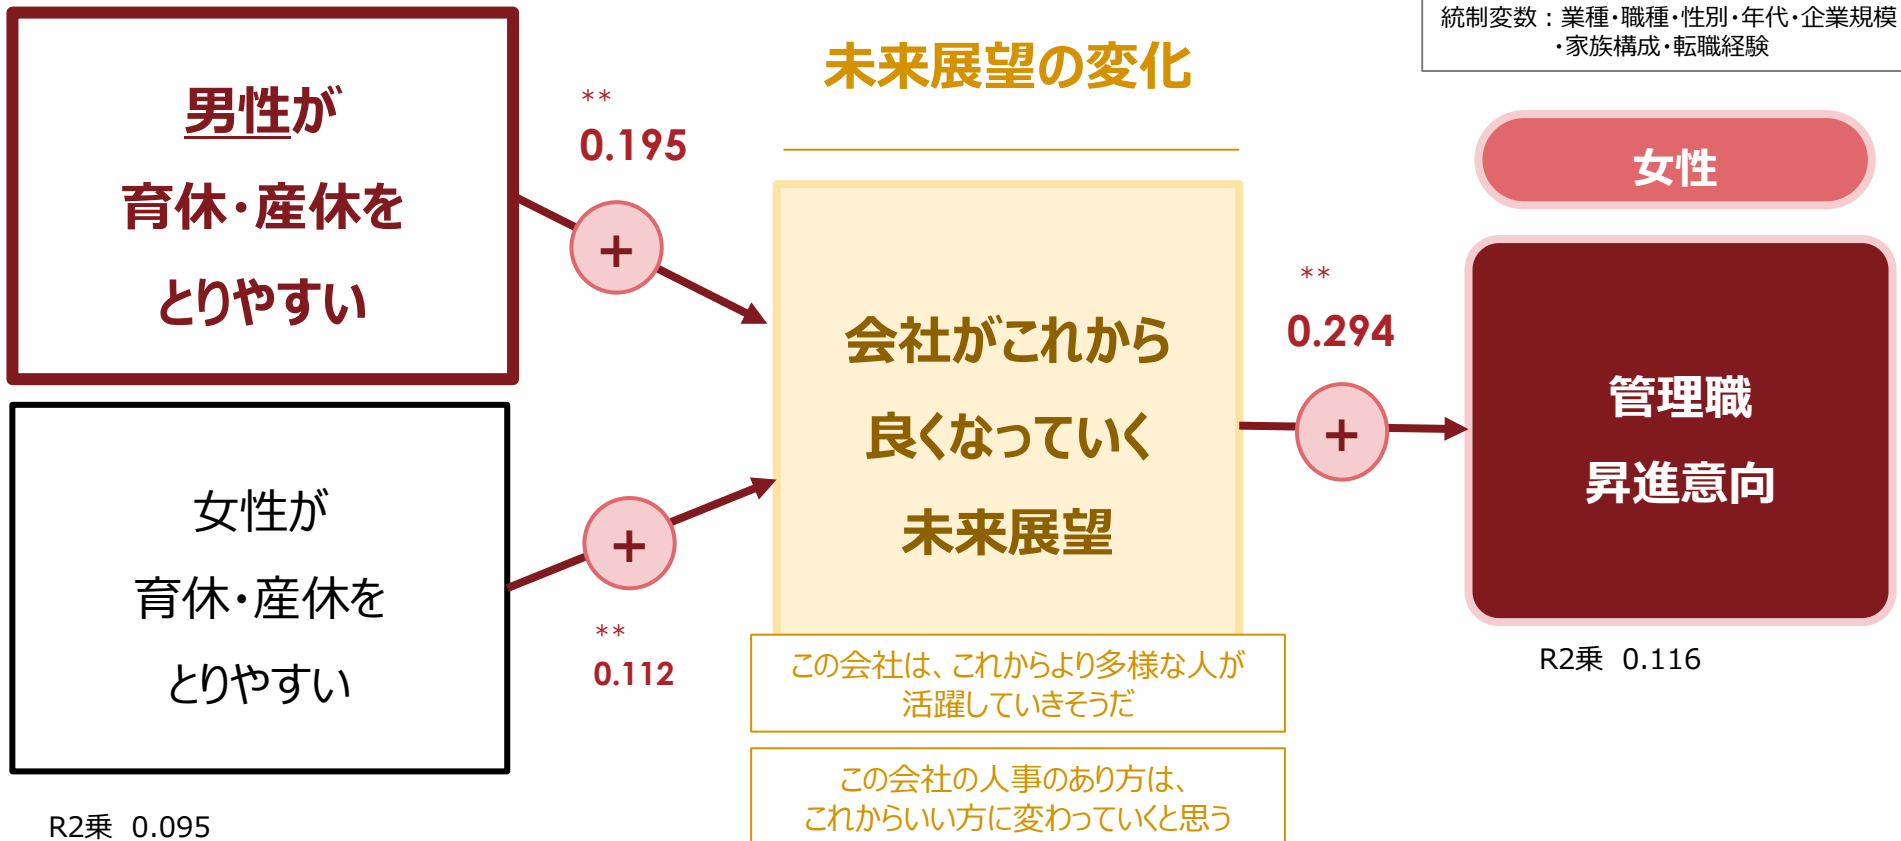 統制変数：業種・職種・性別・年代・企業規模
・家族構成・転職経験
未来展望の変化
男性が
育休・産休を
とりやすい
**
0.195
+
女性が
育休・産休を
とりやすい
+
**
0.112
R2乗 0.095
会社がこれから
良くなっていく
未来展望
この会社は、これからより多様な人が
活躍していきそうだ
この会社の人事のあり方は、
これからいい方に変わっていくと思う
**
0.294
+
女性
管理職
昇進意向
R2乗 0.116